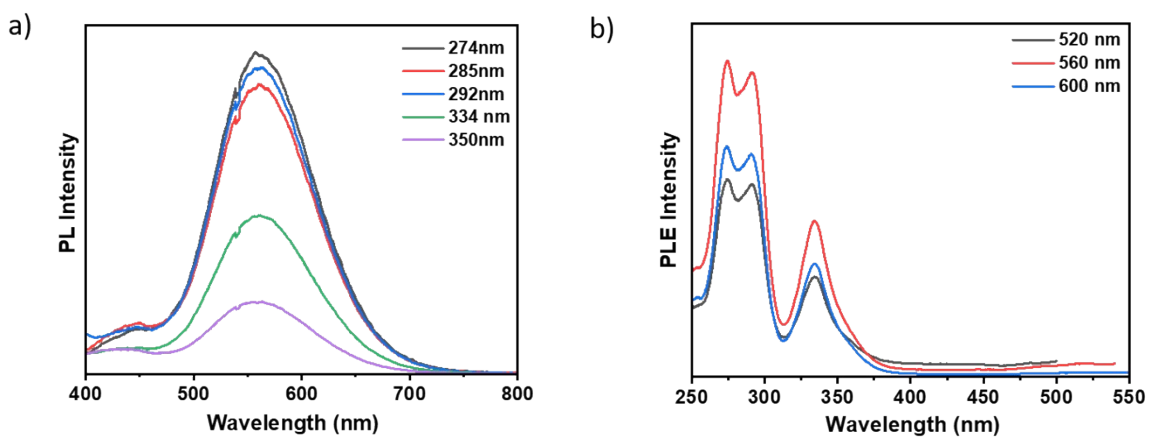 a)
274nm
285nm
292nm
334 nm
350nm
PL Intensity
400 500 600 700 800
Wavelength (nm)
b)
520 nm
560 nm
600 nm
PLE Intensity
250 300 350 400 450 500 550
Wavelength (nm)